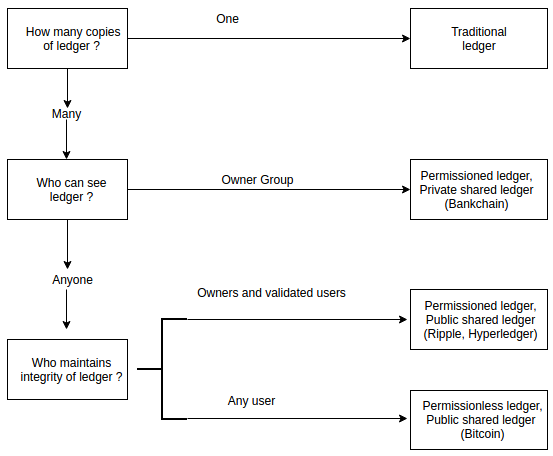 How many copies
of ledger ?
One
Traditional
ledger
Many
Who can see
ledger ?
Owner Group
Permissioned ledger,
Private shared ledger
(Bankchain)
Anyone
Who maintains
integrity of ledger ?
Owners and validated users
Permissioned ledger,
Public shared ledger
(Ripple, Hyperledger)
Any user
Permissionless ledger,
Public shared ledger
(Bitcoin)